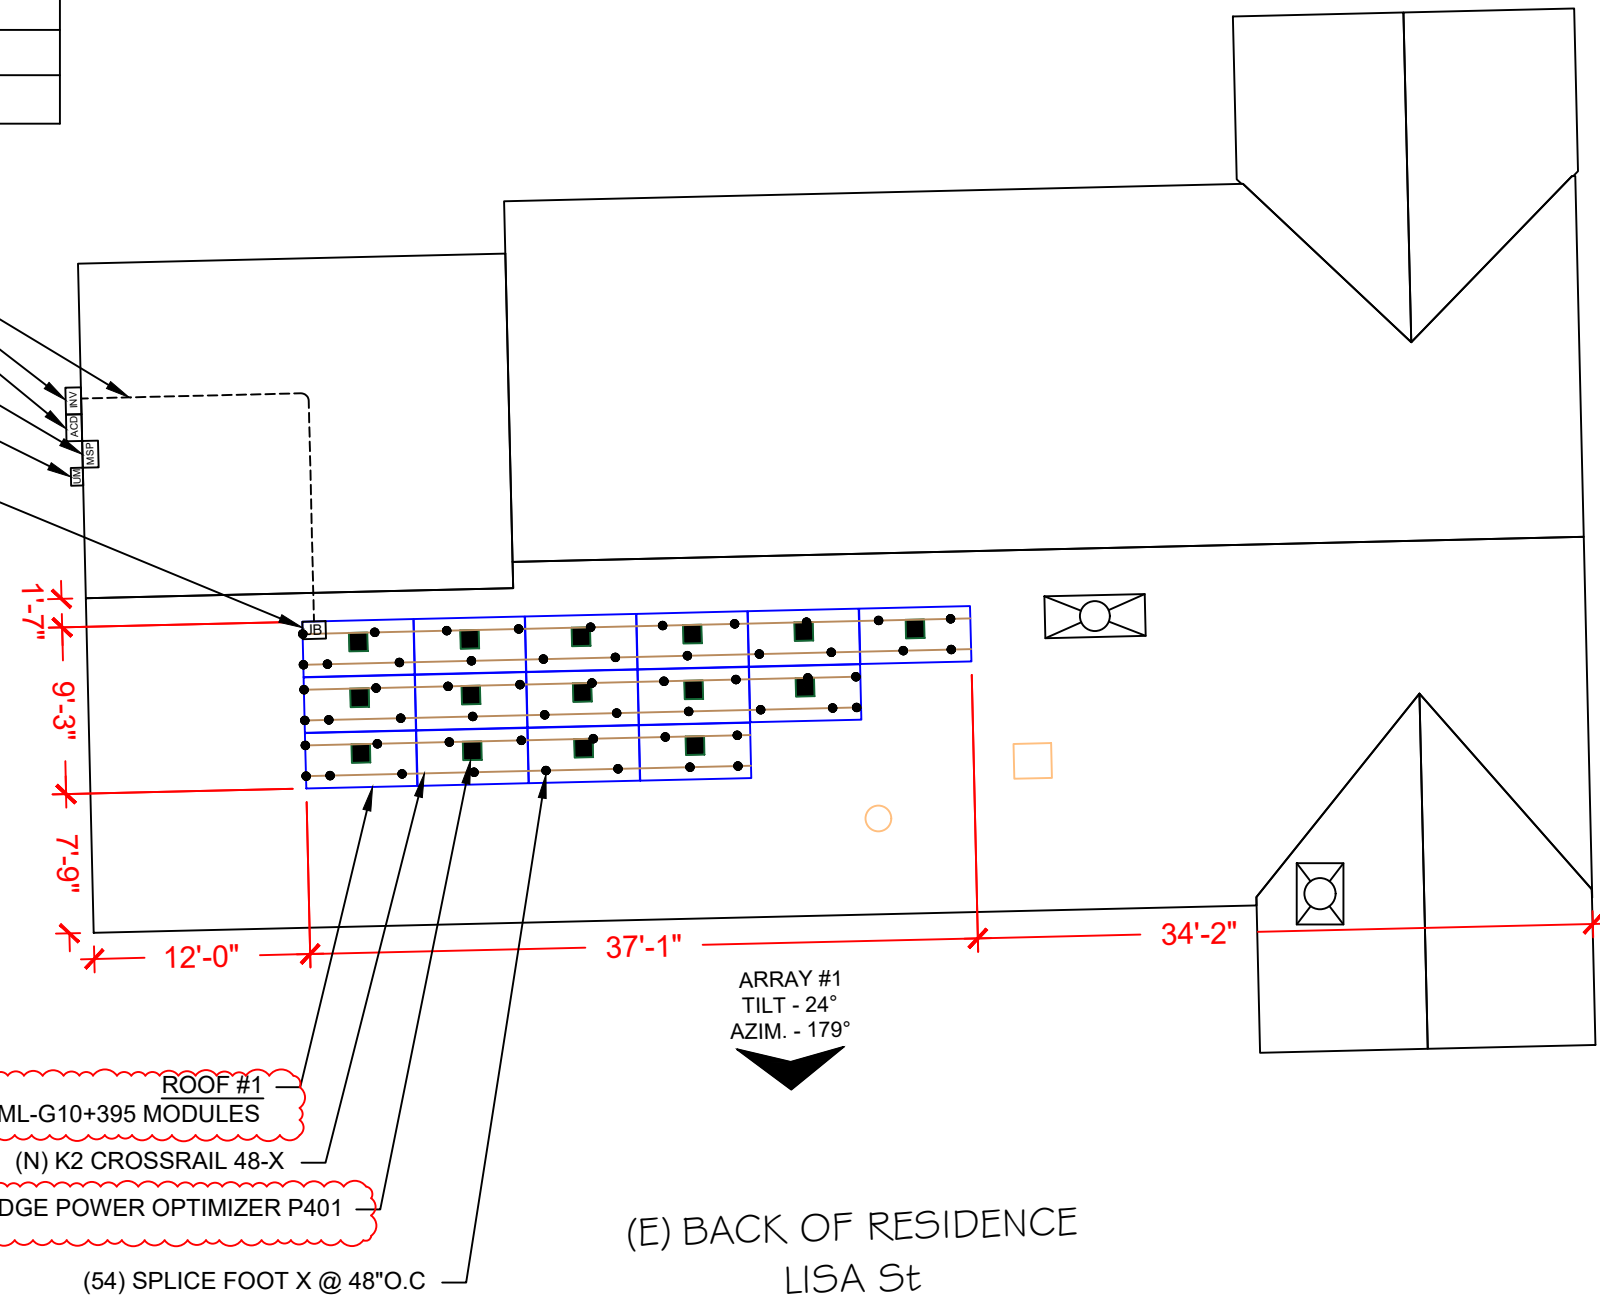 INV
ACD
MSP
UM
JB
1'-7"
9'-3"
7'-9"
12'-0"
37'-1"
34'-2"
ARRAY #1
TILT - 24°
AZIM. - 179°
ROOF #1
ML-G10+395 MODULES
(N) K2 CROSSRAIL 48-X
DGE POWER OPTIMIZER P401
(54) SPLICE FOOT X @ 48"O.C
(E) BACK OF RESIDENCE
LISA St